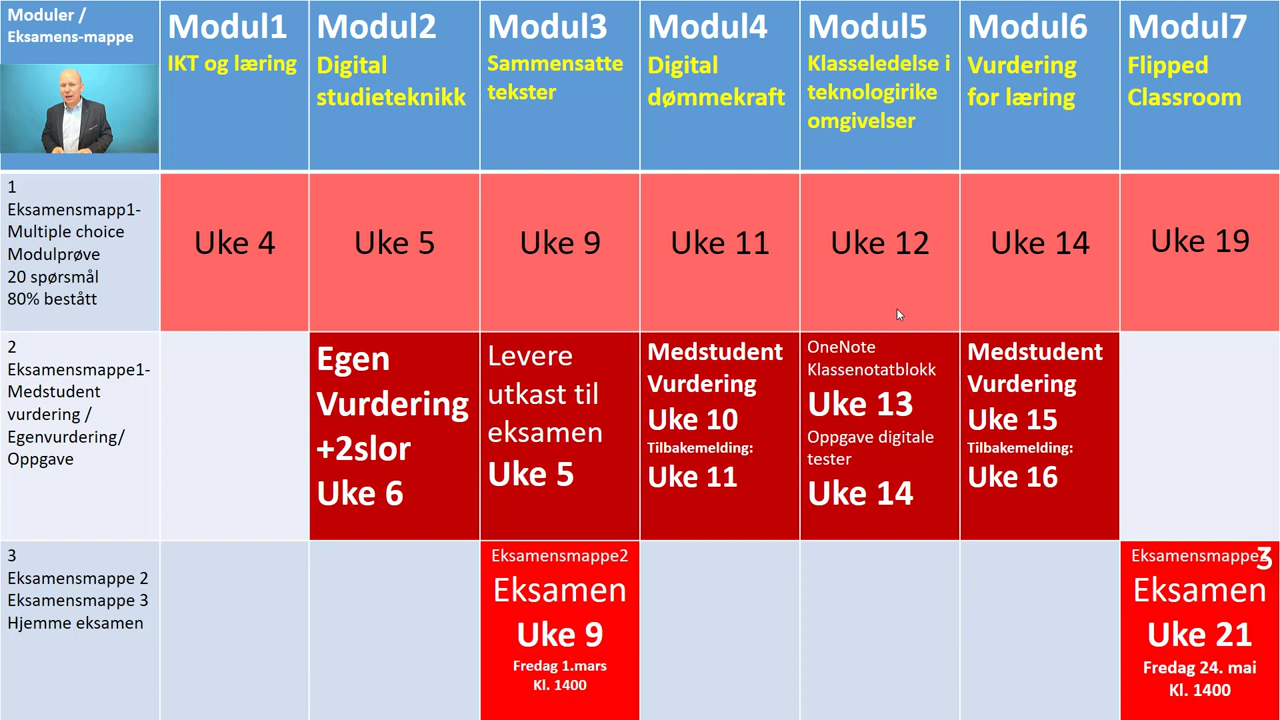 Moduler /
Eksamens-mappe
Modul1
IKT og læring
Modul2
Digital
studieteknikk
Modul3
Sammensatte
tekster
Modul4
Digital
dømmekraft
Modul5
Klasseledelse i
teknologirike
omgivelser
Modul6
Vurdering
for læring
Modul7
Flipped
Classroom
1
Eksamensmapp1-
Multiple choice
Modulprøve
20 spørsmål
80% bestått
Uke 4
Uke 5
Uke 9
Uke 11
Uke 12
Uke 14
Uke 19
2
Eksamensmappe1-
Medstudent
vurdering /
Egenvurdering/
Oppgave
Egen
Vurdering
+2slor
Uke 6
Levere
utkast til
eksamen
Uke 5
Medstudent
Vurdering
Uke 10
Tilbakemelding:
Uke 11
OneNote
Klassenotatblokk
Uke 13
Oppgave digitale
tester
Uke 14
Medstudent
Vurdering
Uke 15
Tilbakemelding:
Uke 16
3
Eksamensmappe 2
Eksamensmappe 3
Hjemme eksamen
Eksamensmappe2
Eksamen
Uke 9
Fredag 1.mars
Kl. 1400
Eksamensmappe3
Eksamen
Uke 21
Fredag 24. mai
Kl. 1400